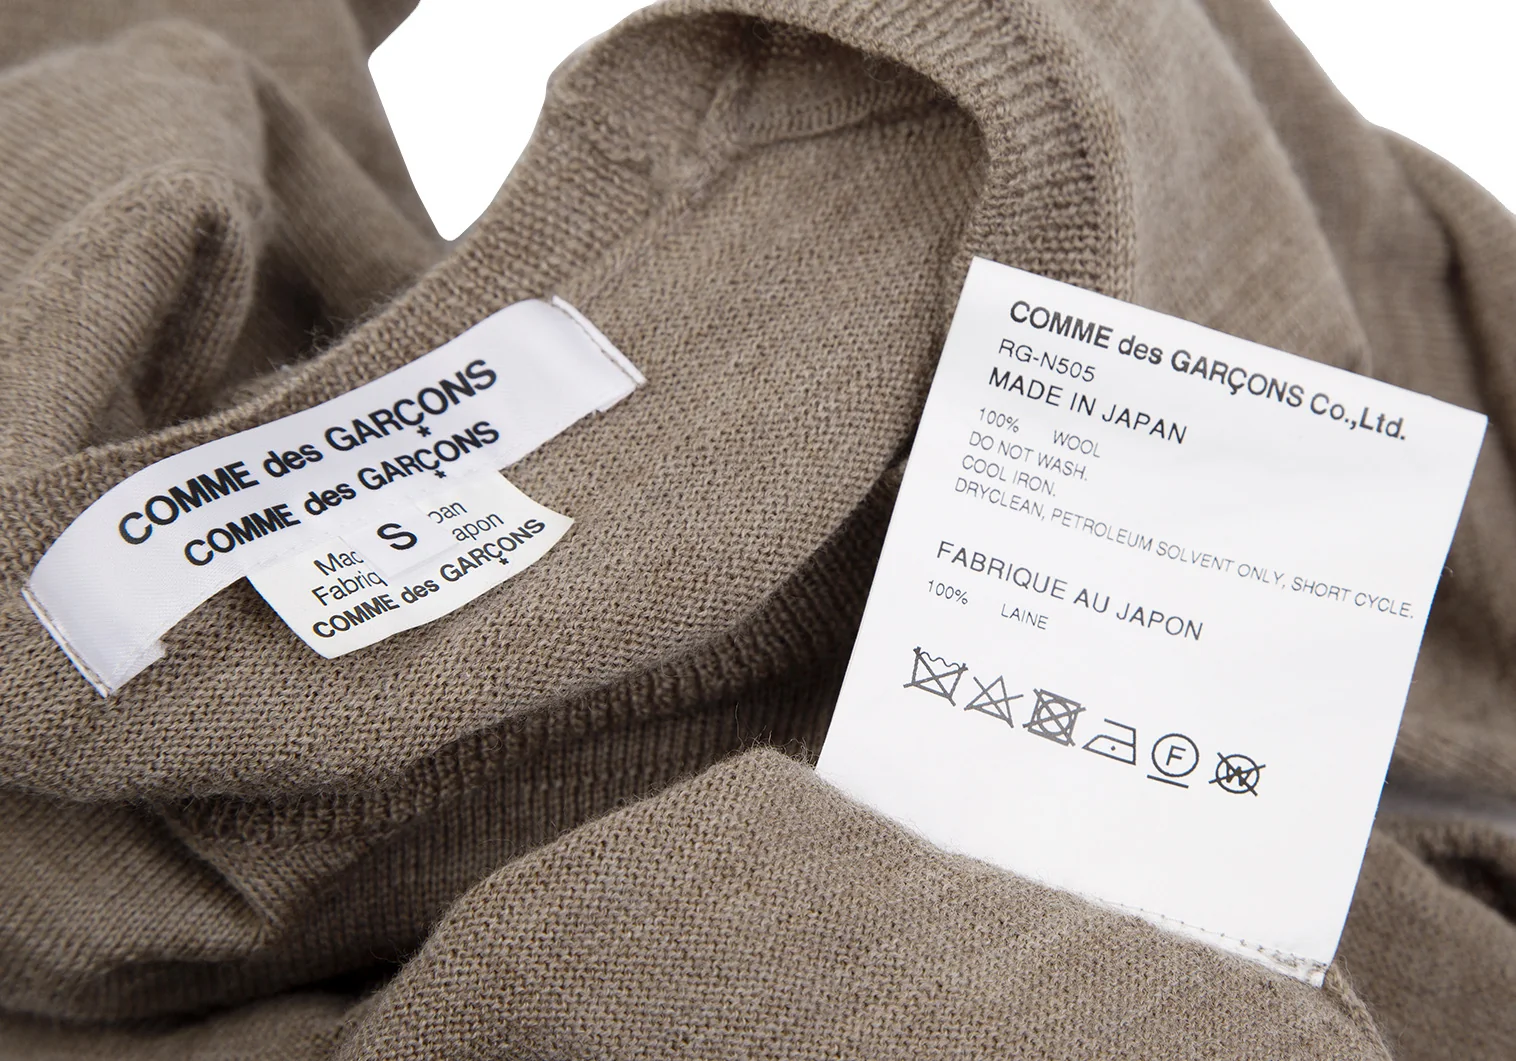 COMME des GARÇONS
*
COMME des GARÇONS
*
S
COMME des GARÇONS
*
COMME des GARÇONS Co.,Ltd.
RG-N505
MADE IN JAPAN
100% WOOL
DO NOT WASH.
COOL IRON.
DRYCLEAN, PETROLEUM SOLVENT ONLY, SHORT CYCLE.
FABRIQUE AU JAPON
100% LAINE
F
W